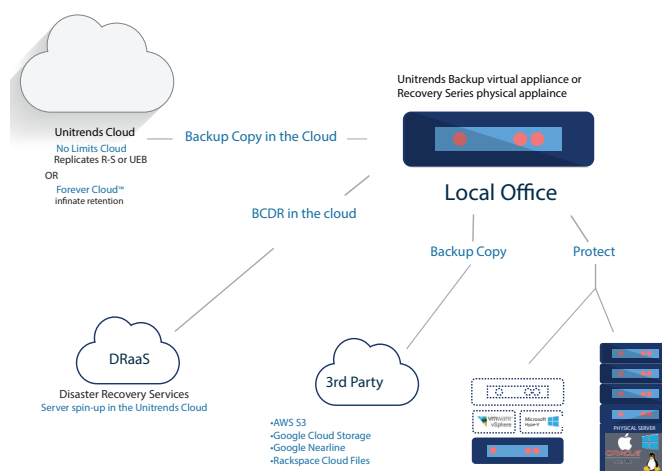 Unitrends Backup virtual appliance or
Recovery Series physical applaince
Unitrends Cloud
No Limits Cloud
Replicates R-S or UEB
OR
Forever Cloud™
infinate retention
Backup Copy in the Cloud
Local Office
BCDR in the cloud
Backup Copy
Protect
DRaaS
Disaster Recovery Services
Server spin-up in the Unitrends Cloud
3rd Party
•AWS S3
•Google Cloud Storage
•Google Nearline
•Rackspace Cloud Files
vmware
vSphere
Microsoft
Hyper-V
PHYSICAL SERVER
ORACLE